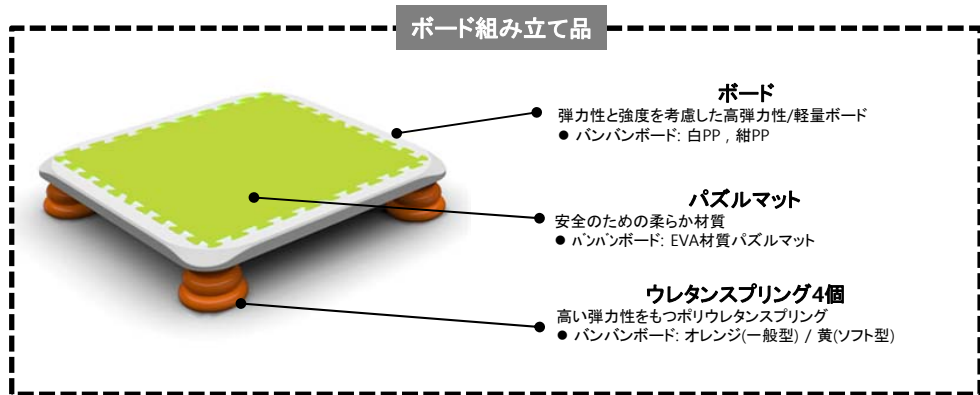 ボード組み立て品
ボード
弾力性と強度を考慮した高弾力性/軽量ボード
● バンバンボード: 白PP , 紺PP
パズルマット
安全のための柔らか材質
● バンバンボード: EVA材質パズルマット
ウレタンスプリング4個
高い弾力性をもつポリウレタンスプリング
● バンバンボード: オレンジ(一般型) / 黄(ソフト型)